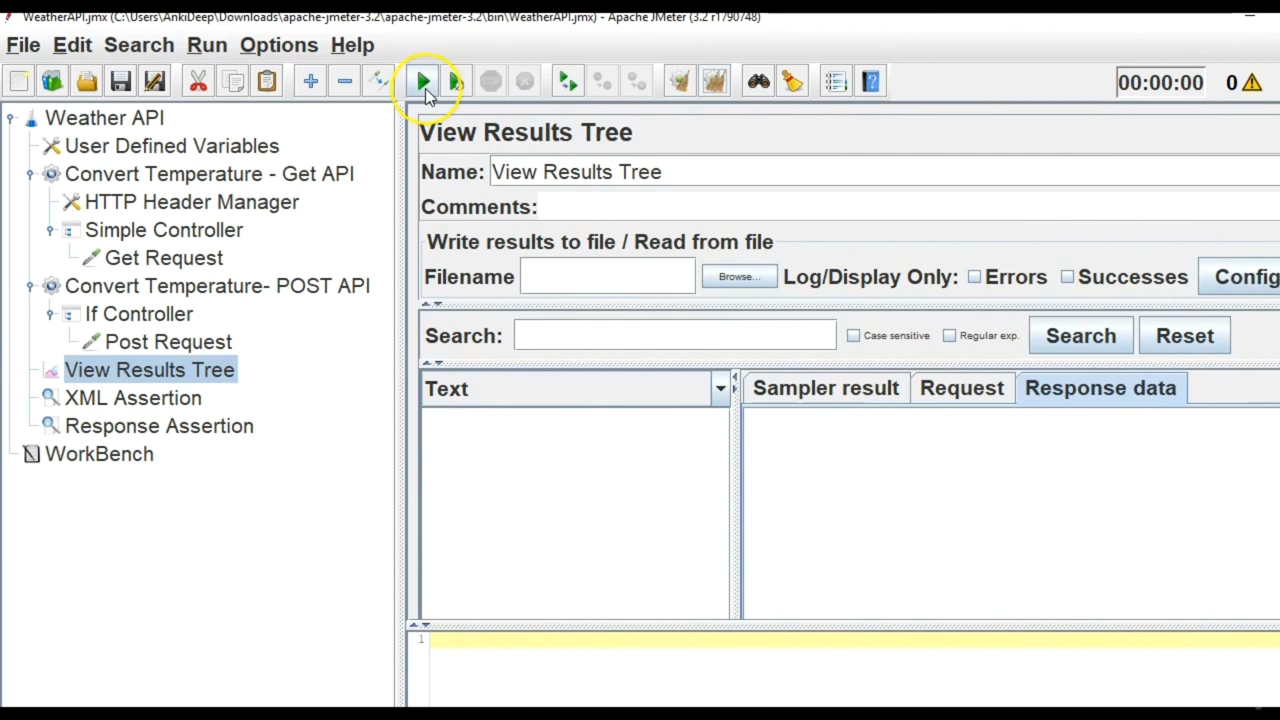 WeatherAPI.jmx (C:\Users\AnkiDeep\Downloads\apache-jmeter-3.2\apache-jmeter-3.2\bin\WeatherAPI.jmx) - Apache JMeter (3.2 r1790748)
File Edit Search Run Options Help
00:00:00 0
Weather API
User Defined Variables
Convert Temperature - Get API
HTTP Header Manager
Simple Controller
Get Request
Convert Temperature- POST API
If Controller
Post Request
View Results Tree
XML Assertion
Response Assertion
WorkBench
View Results Tree
Name: View Results Tree
Comments:
Write results to file / Read from file
Filename Browse... Log/Display Only: Errors Successes Config
Search: Case sensitive Regular exp. Search Reset
Text
Sampler result Request Response data
1